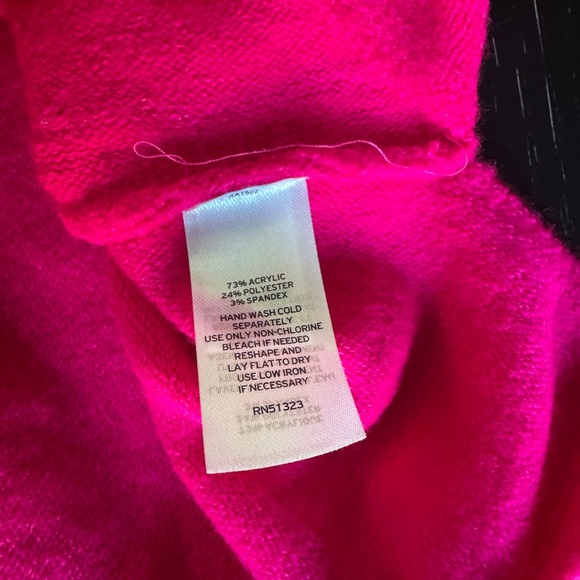 73% ACRYLIC
24% POLYESTER
3% SPANDEX
HAND WASH COLD
SEPARATELY
USE ONLY NON-CHLORINE
BLEACH IF NEEDED
RESHAPE AND
LAY FLAT TO DRY
USE LOW IRON
IF NECESSARY
RN51323